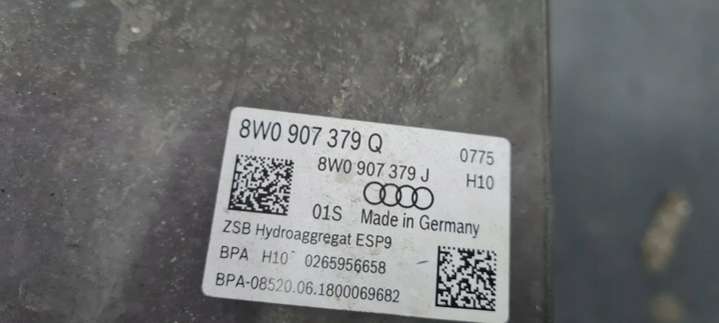 8W0 907 379 Q
0775
8W0 907 379 J
H10
01S Made in Germany
ZSB Hydroaggregat ESP9
BPA H10 0265956658
BPA-08520.06.1800069682